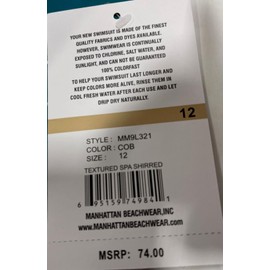 YOUR NEW SWIMSUIT IS MADE OF THE FINEST
QUALITY FABRICS AND DYES AVAILABLE.
HOWEVER, SWIMWEAR IS CONTINUALLY
EXPOSED TO CHLORINE, SALT WATER, AND
SUNLIGHT, AND CAN NOT BE GUARANTEED
100% COLORFAST
TO HELP YOUR SWIMSUIT LAST LONGER AND
KEEP COLORS MORE ALIVE, RINSE THEM IN
COOL FRESH WATER AFTER EACH USE AND LET
DRIP DRY NATURALLY.
12
STYLE : MM9L321
COLOR : COB
SIZE : 12
TEXTURED SPA SHIRRED
MANHATTAN BEACHWEAR,INC
WWW.MANHATTANBEACHWEAR.COM
MSRP: 74.00